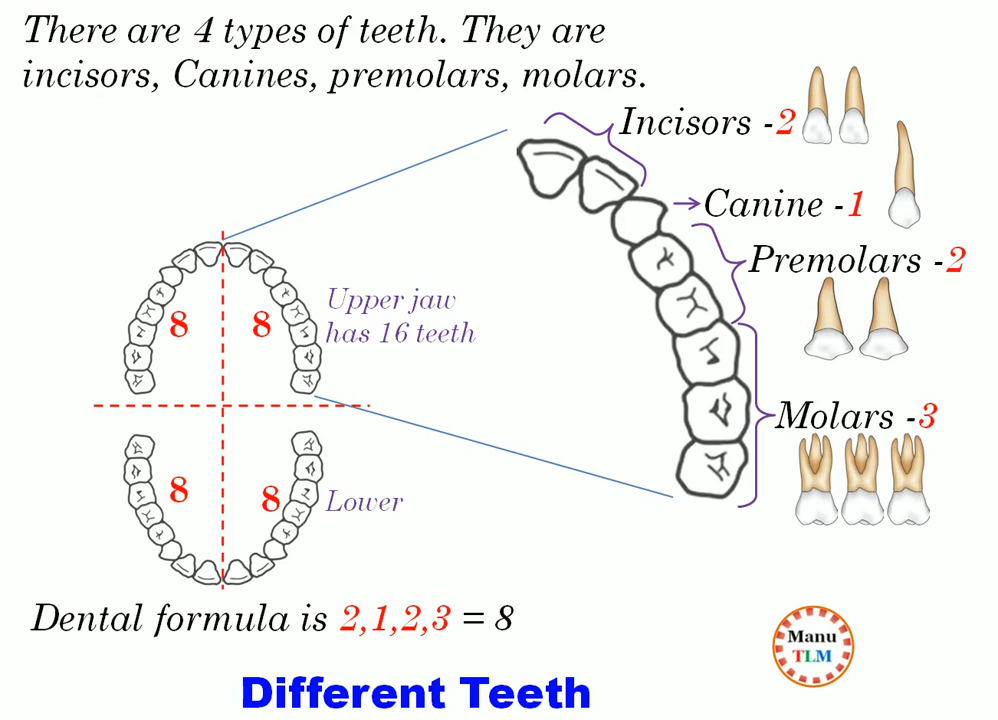 There are 4 types of teeth. They are
incisors, Canines, premolars, molars.
Incisors -2
Canine -1
Premolars -2
Molars -3
8 8
Upper jaw
has 16 teeth
8 8
Lower
Dental formula is 2,1,2,3 = 8
Manu
TLM
Different Teeth